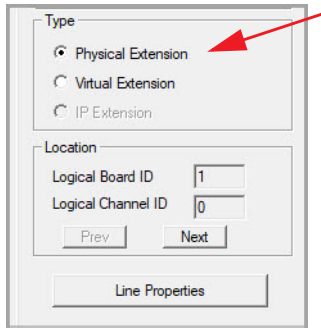 Type
Physical Extension
Virtual Extension
IP Extension
Location
Logical Board ID 1
Logical Channel ID 0
Prev Next
Line Properties